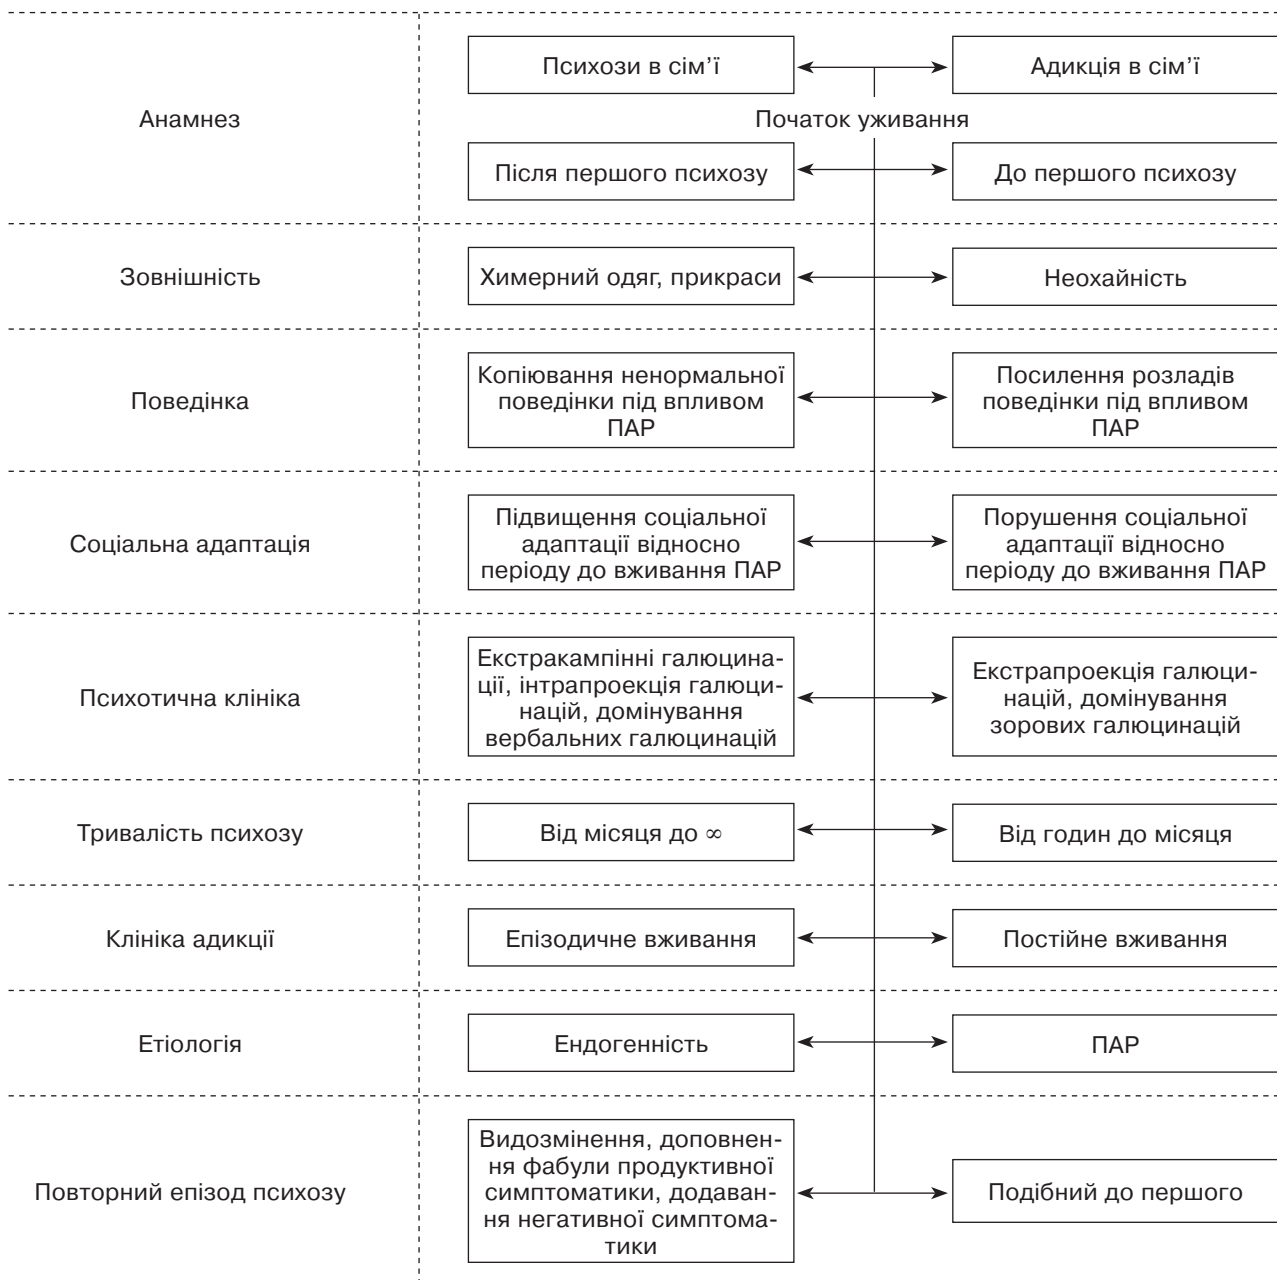 Анамнез
Психози в сім’ї
Адикція в сім’ї
Початок уживання
Після першого психозу
До першого психозу
Зовнішність
Химерний одяг, прикраси
Неохайність
Поведінка
Копіювання ненормальної
поведінки під впливом
ПАР
Посилення розладів
поведінки під впливом
ПАР
Соціальна адаптація
Підвищення соціальної
адаптації відносно
періоду до вживання ПАР
Порушення соціальної
адаптації відносно
періоду до вживання ПАР
Психотична клініка
Екстракампінні галюцина-
ції, інтрапроекція галюци-
націй, домінування
вербальних галюцинацій
Екстрапроекція галюци-
націй, домінування
зорових галюцинацій
Тривалість психозу
Від місяця до ∞
Від годин до місяця
Клініка адикції
Епізодичне вживання
Постійне вживання
Етіологія
Ендогенність
ПАР
Повторний епізод психозу
Видозмінення, доповнен-
ня фабули продуктивної
симптоматики, додаван-
ня негативної симптома-
тики
Подібний до першого